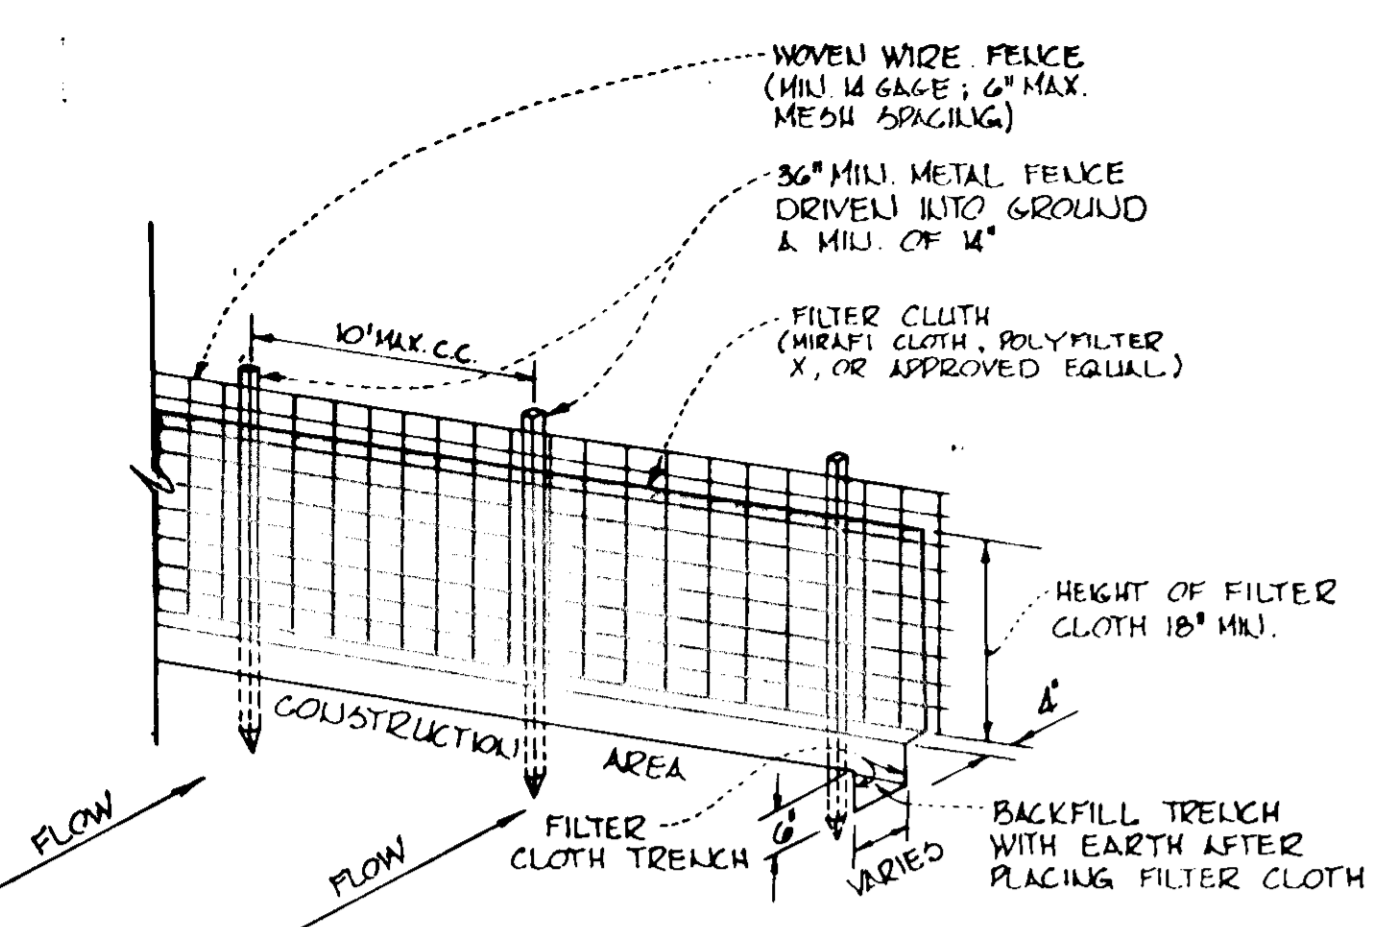 WOVEN WIRE FENCE
(MIN. 14 GAGE; 6" MAX.
MESH SPACING)
36" MIN. METAL FENCE
DRIVEN INTO GROUND
A MIN. OF 14"
10' MAX. C.C.
FILTER CLUTH
(MIRAFI CLOTH, POLYFILTER
X, OR APPROVED EQUAL)
HEIGHT OF FILTER
CLOTH 18" MIN.
4"
CONSTRUCTION AREA
FLOW
FLOW
FILTER
CLOTH TRENCH
6"
VARIES
BACKFILL TRENCH
WITH EARTH AFTER
PLACING FILTER CLOTH